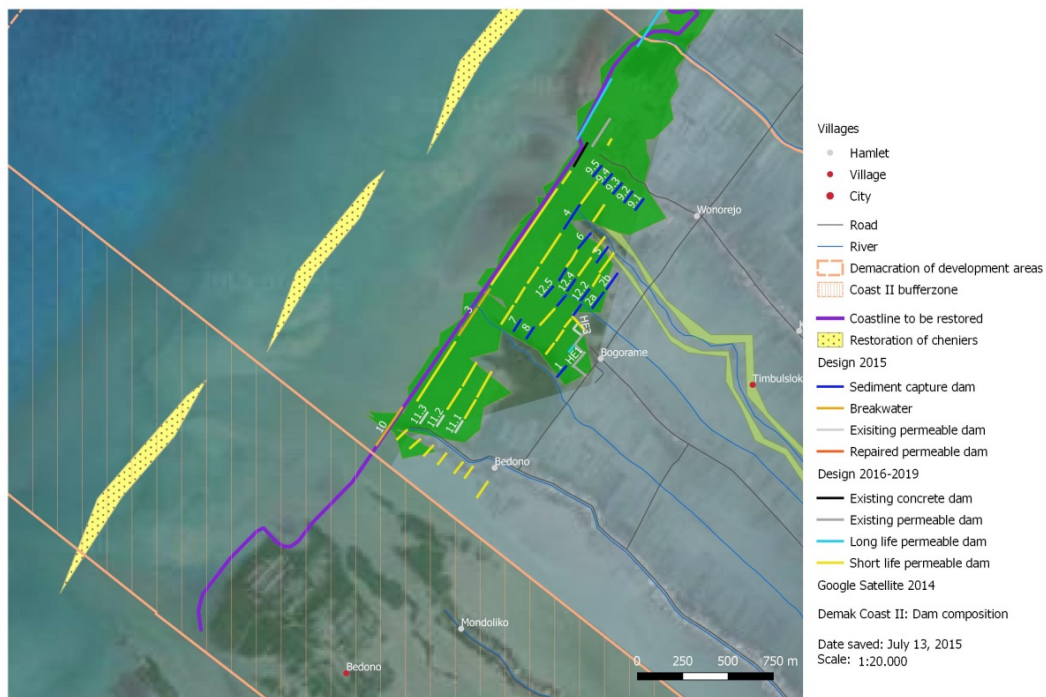 9.5
9.4
9.3
9.2
9.1
Wonorejo
4
6
5
12.5
12.4
12.2
2a
2b
3
7
8
HE3
HE1
1
Bogorame
Timbulslok
11.3
11.2
11.1
10
Bedono
Mondoliko
Bedono
0 250 500 750 m
Villages
Hamlet
Village
City
Road
River
Demacration of development areas
Coast II bufferzone
Coastline to be restored
Restoration of cheniers
Design 2015
Sediment capture dam
Breakwater
Exisiting permeable dam
Repaired permeable dam
Design 2016-2019
Existing concrete dam
Existing permeable dam
Long life permeable dam
Short life permeable dam
Google Satellite 2014
Demak Coast II: Dam composition
Date saved: July 13, 2015
Scale: 1:20.000